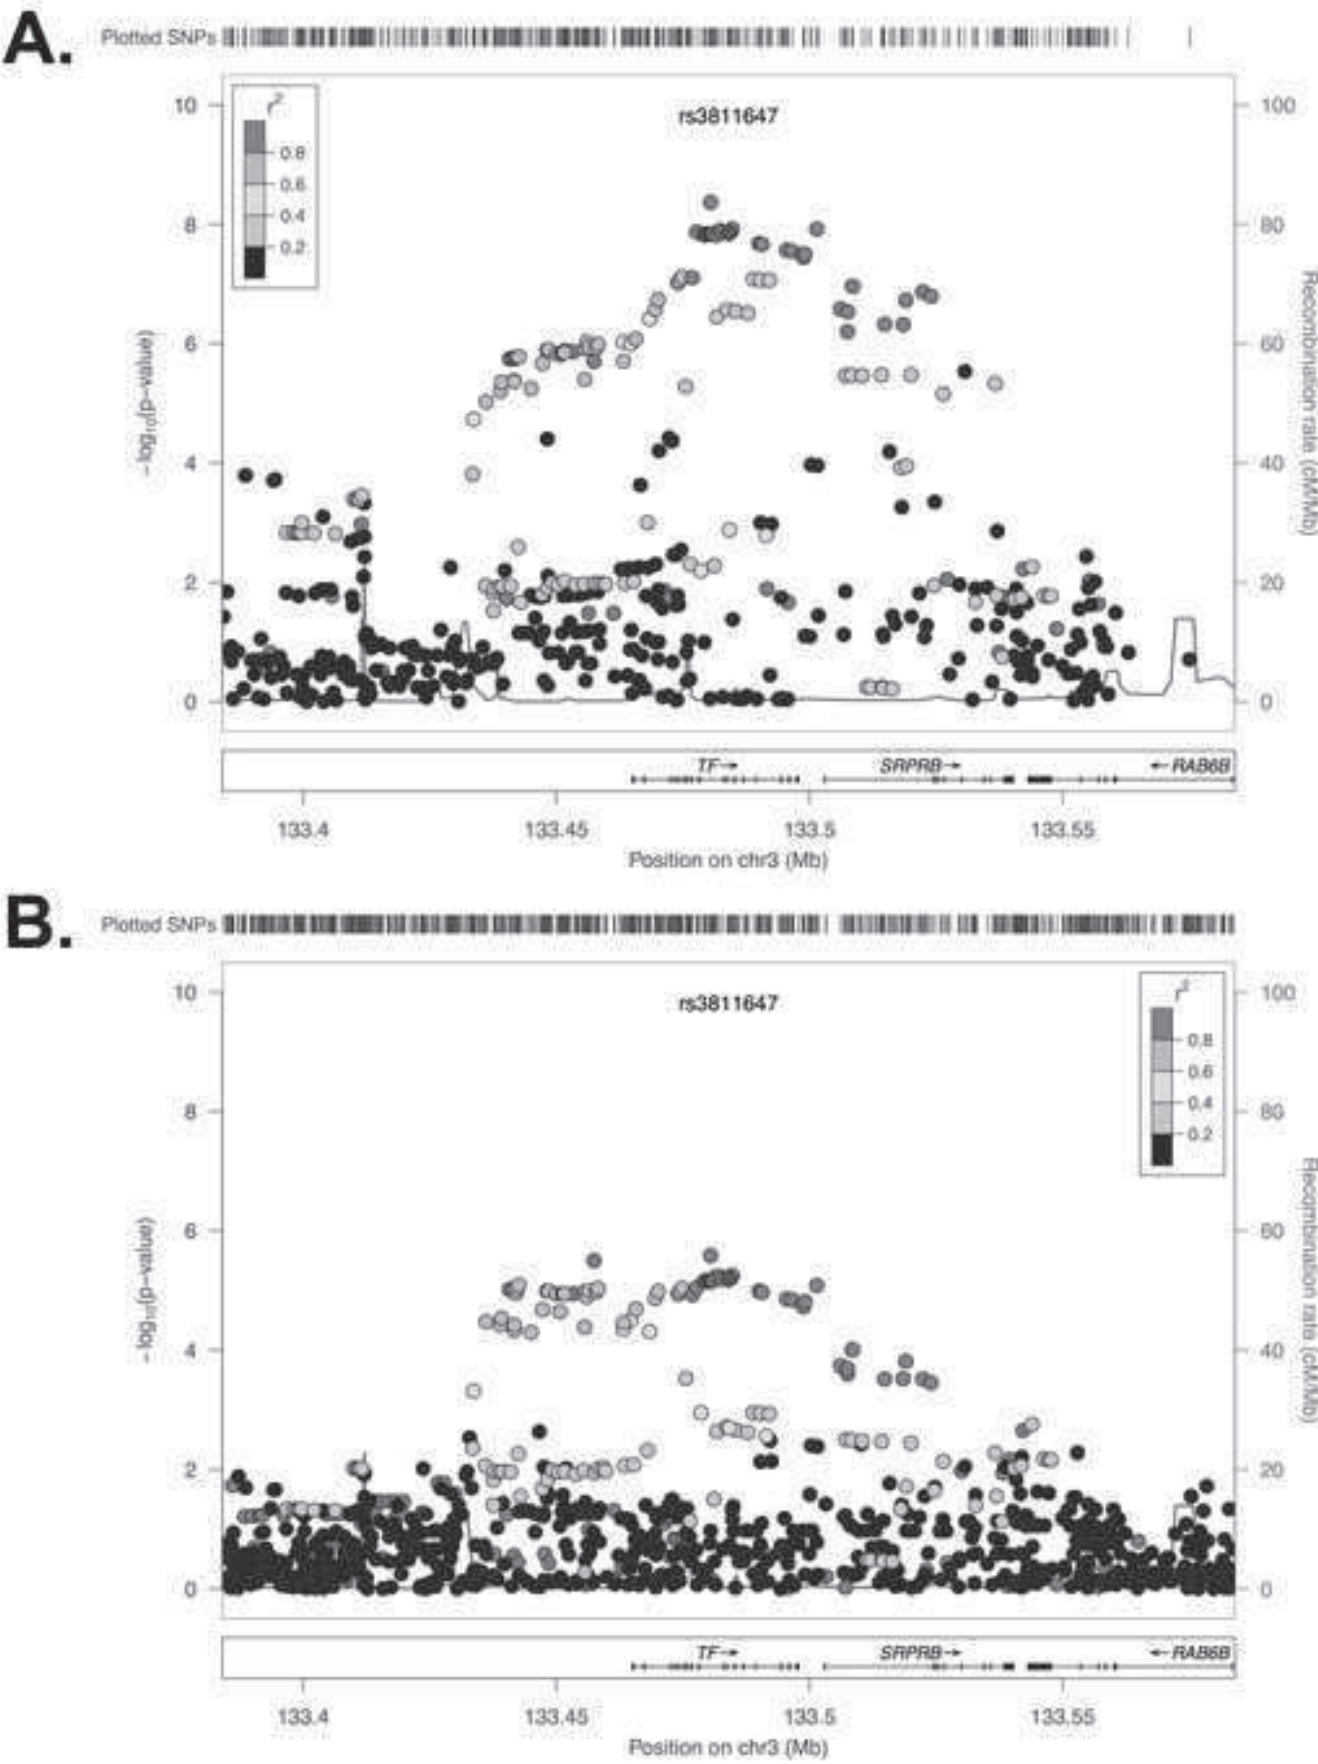 A.
Plotted SNPs
rs3811647
r2
0.8
0.6
0.4
0.2
10
8
6
4
2
0
-log10(p-value)
100
80
60
40
20
0
Recombination rate (cM/Mb)
TF→
SRPRB→
←RAB6B
133.4
133.45
133.5
133.55
Position on chr3 (Mb)
B.
Plotted SNPs
rs3811647
r2
0.8
0.6
0.4
0.2
10
8
6
4
2
0
-log10(p-value)
100
80
60
40
20
0
Recombination rate (cM/Mb)
TF→
SRPRB→
←RAB6B
133.4
133.45
133.5
133.55
Position on chr3 (Mb)